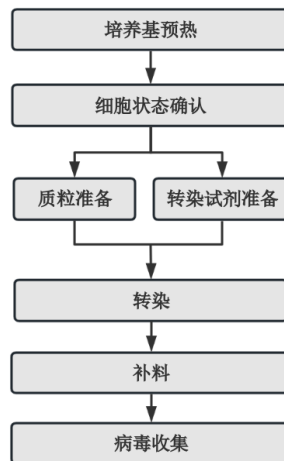 培养基预热
细胞状态确认
质粒准备
转染试剂准备
转染
补料
病毒收集